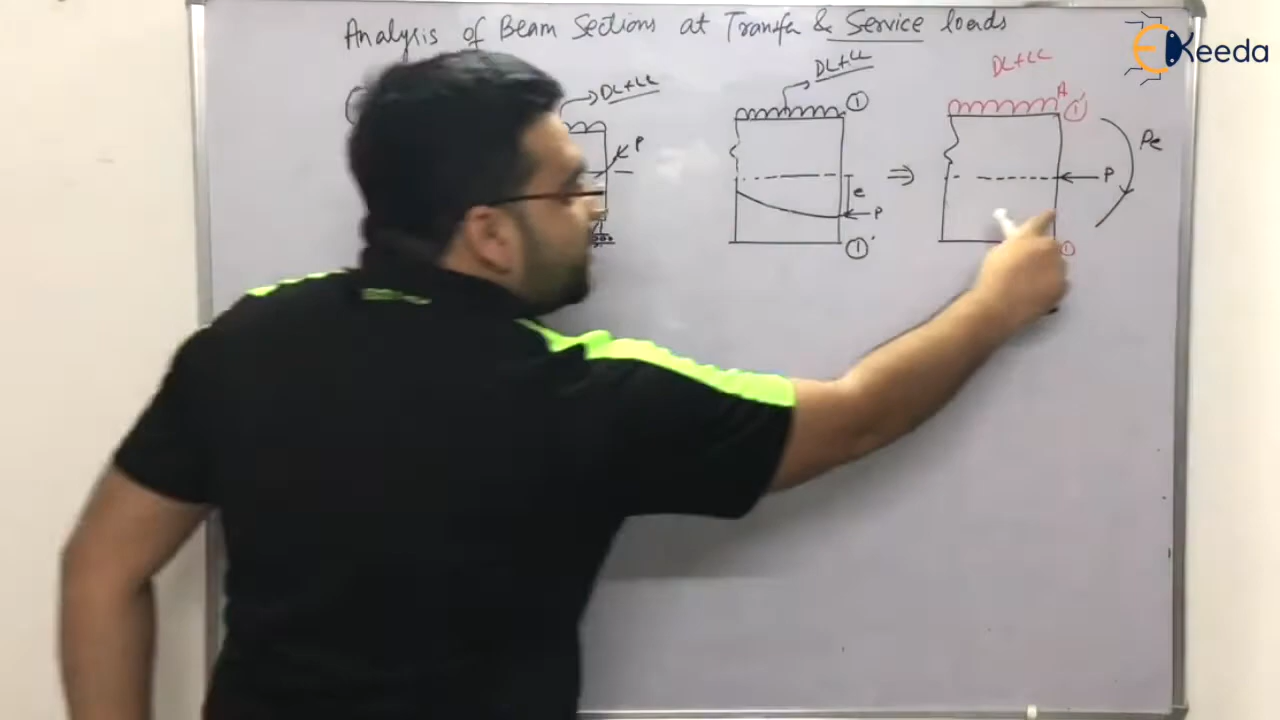 Analysis of Beam Sections at Transfer & Service loads
Keeda
DL+LL
P
DL+LL
1
e
P
1'
⇒
DL+LL
A
1'
Pe
P
1